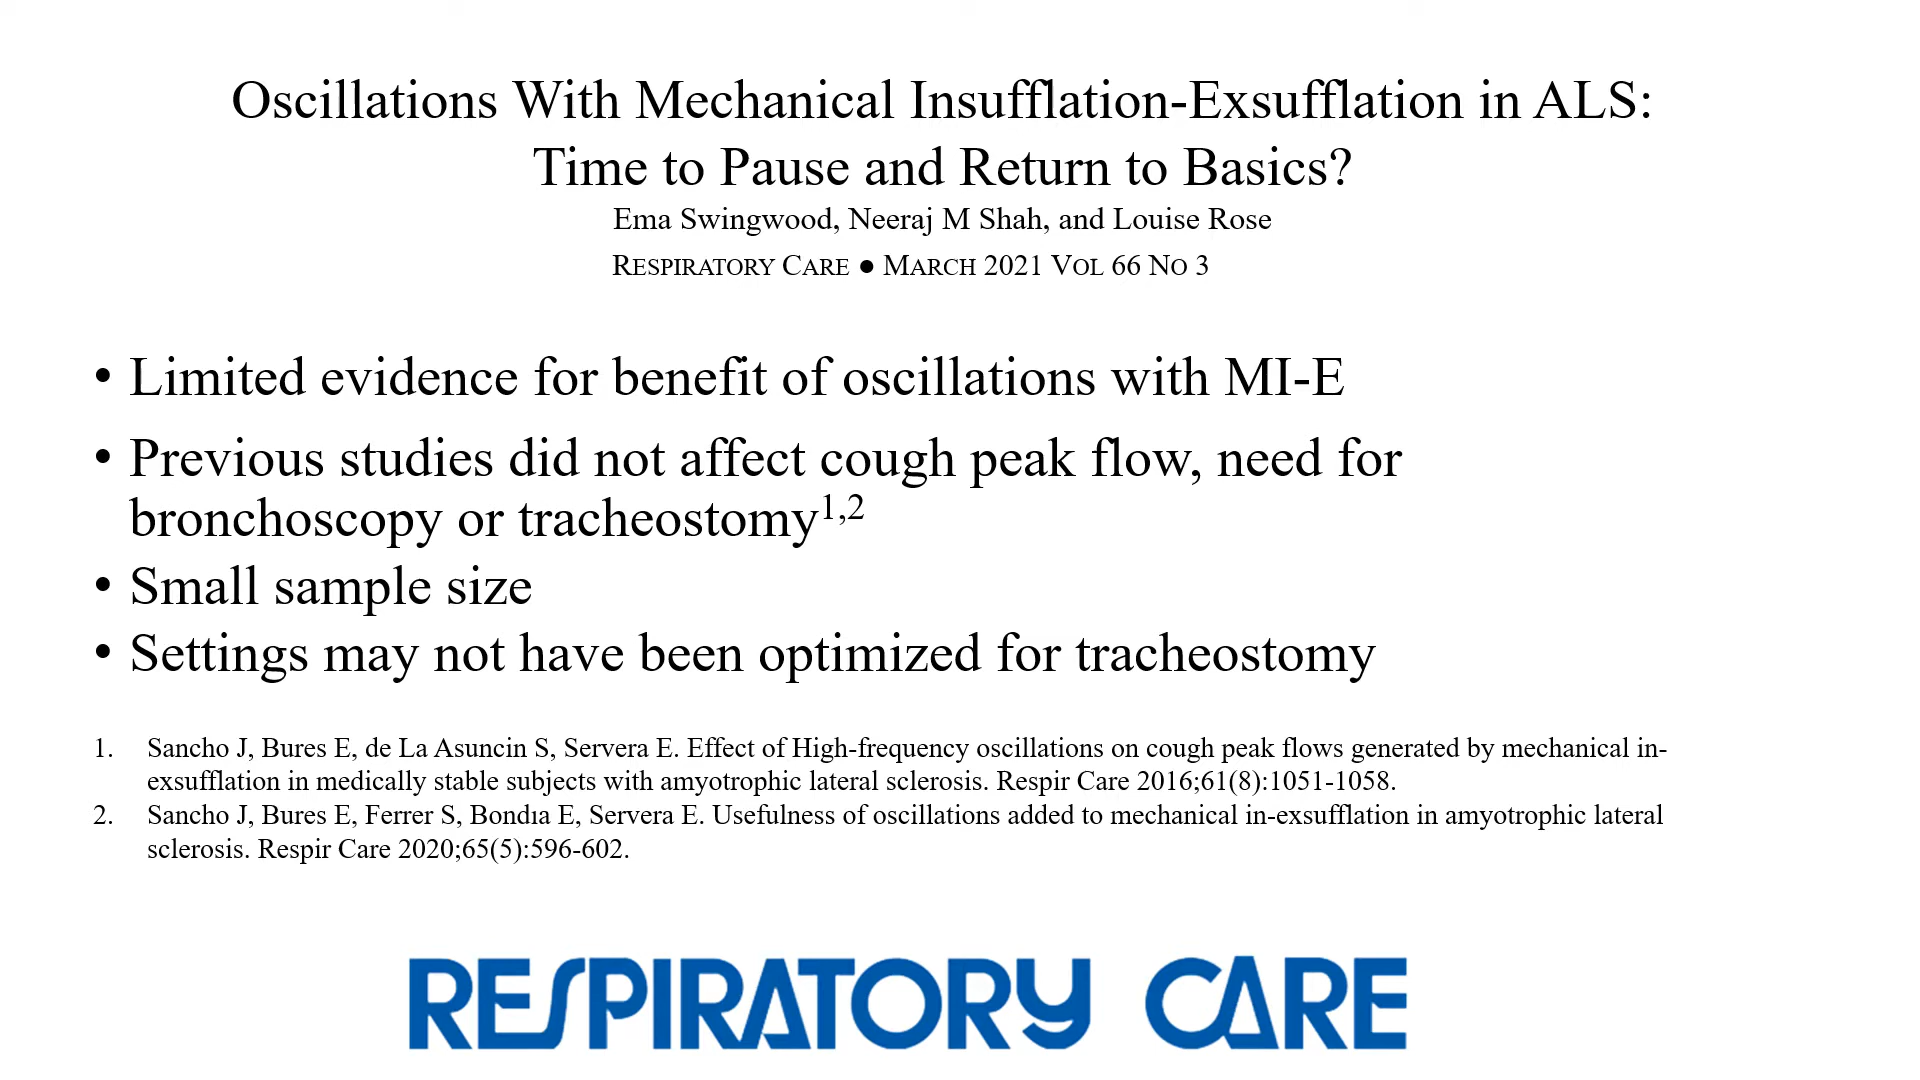 Oscillations With Mechanical Insufflation-Exsufflation in ALS:
Time to Pause and Return to Basics?
Ema Swingwood, Neeraj M Shah, and Louise Rose
RESPIRATORY CARE ● MARCH 2021 VOL 66 NO 3
• Limited evidence for benefit of oscillations with MI-E
• Previous studies did not affect cough peak flow, need for
bronchoscopy or tracheostomy1,2
• Small sample size
• Settings may not have been optimized for tracheostomy
1. Sancho J, Bures E, de La Asuncin S, Servera E. Effect of High-frequency oscillations on cough peak flows generated by mechanical in-
exsufflation in medically stable subjects with amyotrophic lateral sclerosis. Respir Care 2016;61(8):1051-1058.
2. Sancho J, Bures E, Ferrer S, Bondıa E, Servera E. Usefulness of oscillations added to mechanical in-exsufflation in amyotrophic lateral
sclerosis. Respir Care 2020;65(5):596-602.
RESPIRATORY CARE